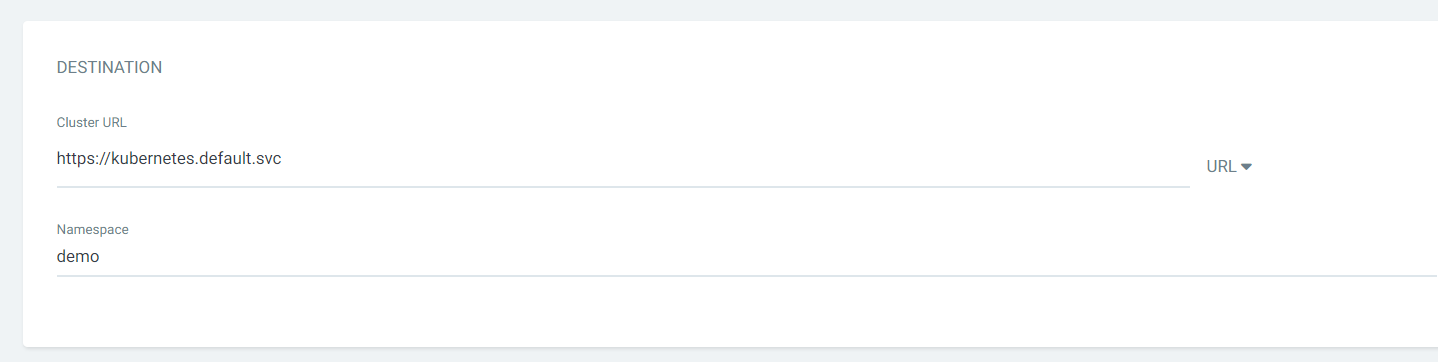 DESTINATION
Cluster URL
https://kubernetes.default.svc
URL
Namespace
demo